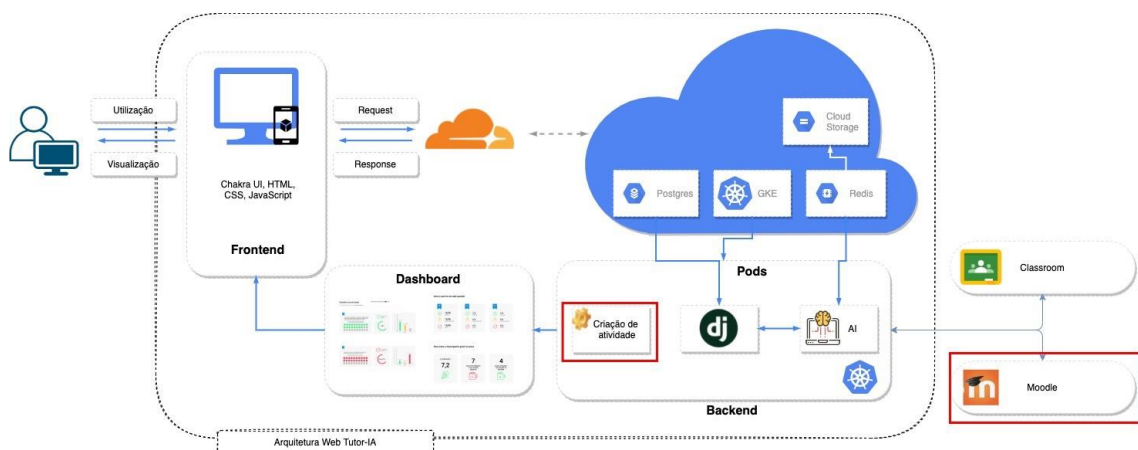 Utilização
Visualização
Chakra UI, HTML,
CSS, JavaScript
Frontend
Request
Response
Cloud
Storage
Postgres
GKE
Redis
Dashboard
7,2
7
4
Pods
Criação de
atividade
dj
AI
Backend
Classroom
m
Moodle
Arquitetura Web Tutor-IA